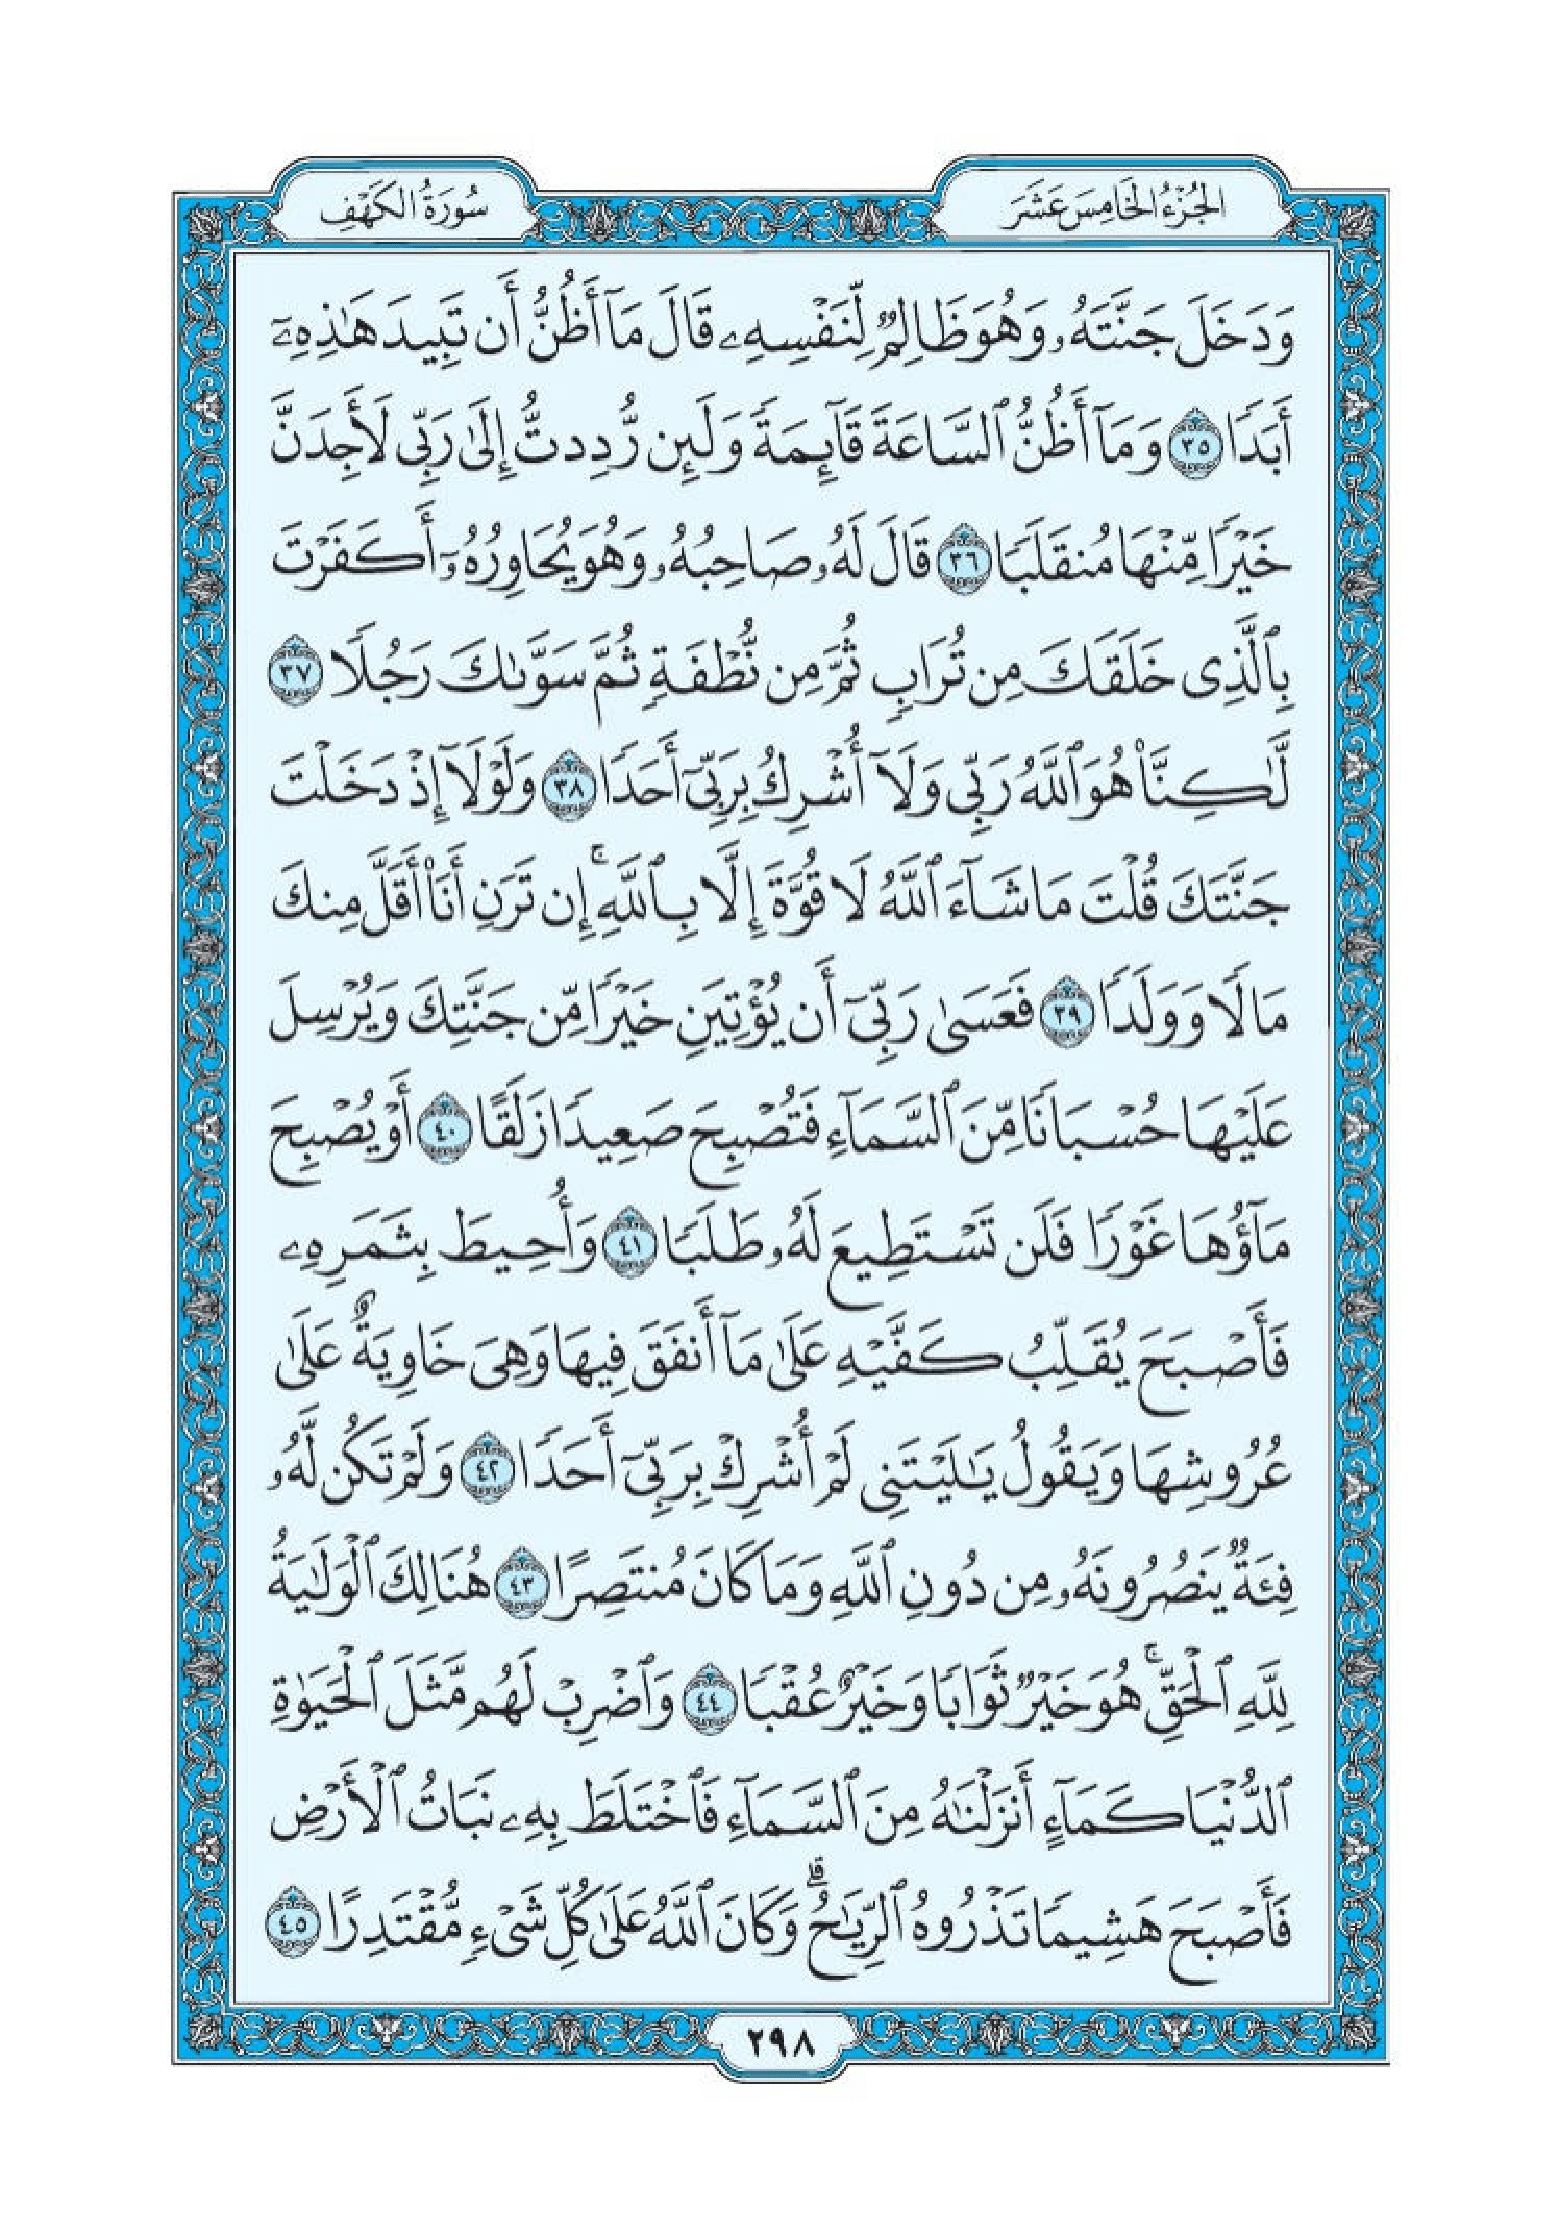 الجُزْءُ الخَامِسَ عَشَرَ
سُورَةُ الكَهْفِ
وَدَخَلَ جَنَّتَهُۥ وَهُوَ ظَالِمٌ لِّنَفْسِهِۦ قَالَ مَآ أَظُنُّ أَن تَبِيدَ هَٰذِهِۦٓ
أَبَدًا ٣٥ وَمَآ أَظُنُّ ٱلسَّاعَةَ قَآئِمَةً وَلَئِن رُّدِدتُّ إِلَىٰ رَبِّى لَأَجِدَنَّ
خَيْرًا مِّنْهَا مُنقَلَبًا ٣٦ قَالَ لَهُۥ صَاحِبُهُۥ وَهُوَ يُحَاوِرُهُۥٓ أَكَفَرْتَ
بِٱلَّذِى خَلَقَكَ مِن تُرَابٍ ثُمَّ مِن نُّطْفَةٍ ثُمَّ سَوَّىٰكَ رَجُلًا ٣٧
لَّٰكِنَّا۠ هُوَ ٱللَّهُ رَبِّى وَلَآ أُشْرِكُ بِرَبِّىٓ أَحَدًا ٣٨ وَلَوْلَآ إِذْ دَخَلْتَ
جَنَّتَكَ قُلْتَ مَا شَآءَ ٱللَّهُ لَا قُوَّةَ إِلَّا بِٱللَّهِ ۚ إِن تَرَنِ أَنَا۠ أَقَلَّ مِنكَ
مَالًا وَوَلَدًا ٣٩ فَعَسَىٰ رَبِّىٓ أَن يُؤْتِيَنِ خَيْرًا مِّن جَنَّتِكَ وَيُرْسِلَ
عَلَيْهَا حُسْبَانًا مِّنَ ٱلسَّمَآءِ فَتُصْبِحَ صَعِيدًا زَلَقًا ٤٠ أَوْ يُصْبِحَ
مَآؤُهَا غَوْرًا فَلَن تَسْتَطِيعَ لَهُۥ طَلَبًا ٤١ وَأُحِيطَ بِثَمَرِهِۦ
فَأَصْبَحَ يُقَلِّبُ كَفَّيْهِ عَلَىٰ مَآ أَنفَقَ فِيهَا وَهِىَ خَاوِيَةٌ عَلَىٰ
عُرُوشِهَا وَيَقُولُ يَٰلَيْتَنِى لَمْ أُشْرِكْ بِرَبِّىٓ أَحَدًا ٤٢ وَلَمْ تَكُن لَّهُۥ
فِئَةٌ يَنصُرُونَهُۥ مِن دُونِ ٱللَّهِ وَمَا كَانَ مُنتَصِرًا ٤٣ هُنَالِكَ ٱلْوَلَٰيَةُ
لِلَّهِ ٱلْحَقِّ ۚ هُوَ خَيْرٌ ثَوَابًا وَخَيْرٌ عُقْبًا ٤٤ وَٱضْرِبْ لَهُم مَّثَلَ ٱلْحَيَوٰةِ
ٱلدُّنْيَا كَمَآءٍ أَنزَلْنَٰهُ مِنَ ٱلسَّمَآءِ فَٱخْتَلَطَ بِهِۦ نَبَاتُ ٱلْأَرْضِ
فَأَصْبَحَ هَشِيمًا تَذْرُوهُ ٱلرِّيَٰحُ ۗ وَكَانَ ٱللَّهُ عَلَىٰ كُلِّ شَىْءٍ مُّقْتَدِرًا ٤٥
٢٩٨